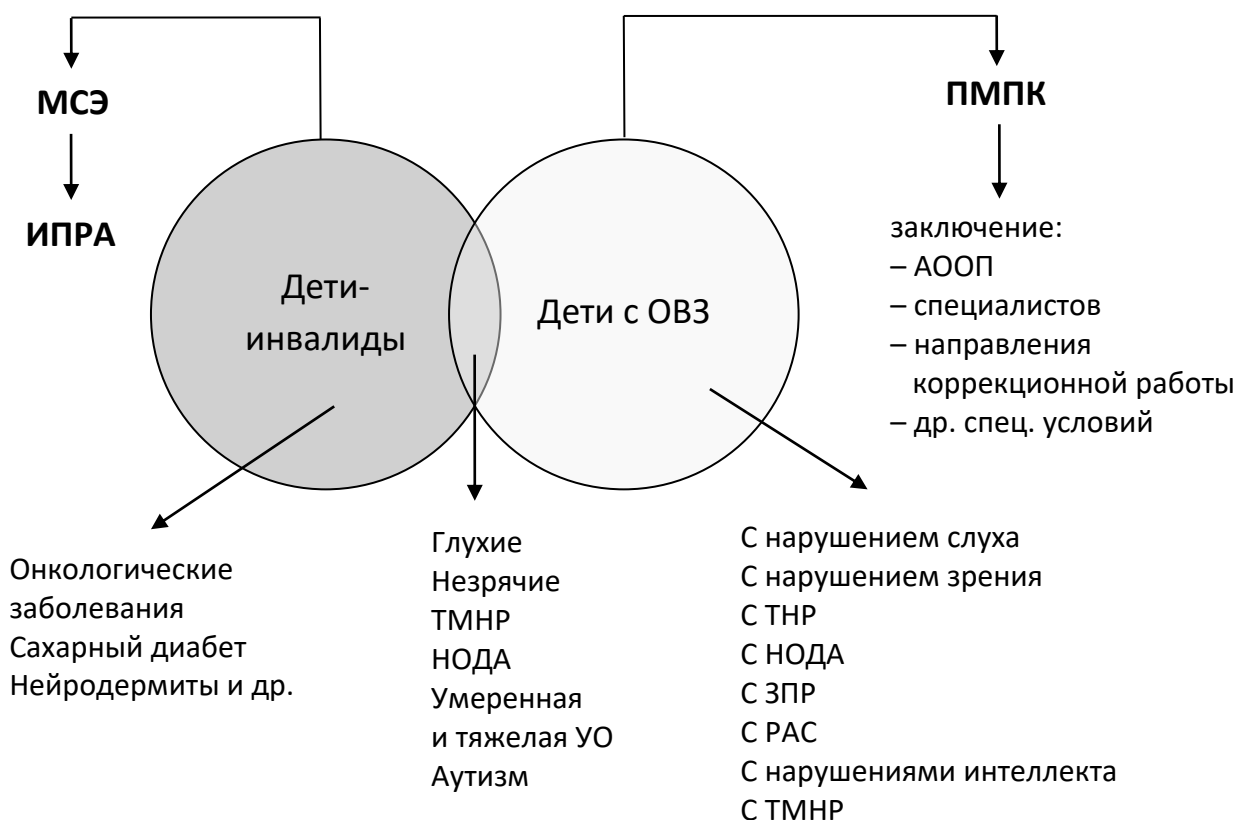 МСЭ
ИПРА
ПМПК
заключение:
– АООП
– специалистов
– направления
коррекционной работы
– др. спец. условий
Дети-
инвалиды
Дети с ОВЗ
Онкологические
заболевания
Сахарный диабет
Нейродермиты и др.
Глухие
Незрячие
ТМНР
НОДА
Умеренная
и тяжелая УО
Аутизм
С нарушением слуха
С нарушением зрения
С ТНР
С НОДА
С ЗПР
С РАС
С нарушениями интеллекта
С ТМНР